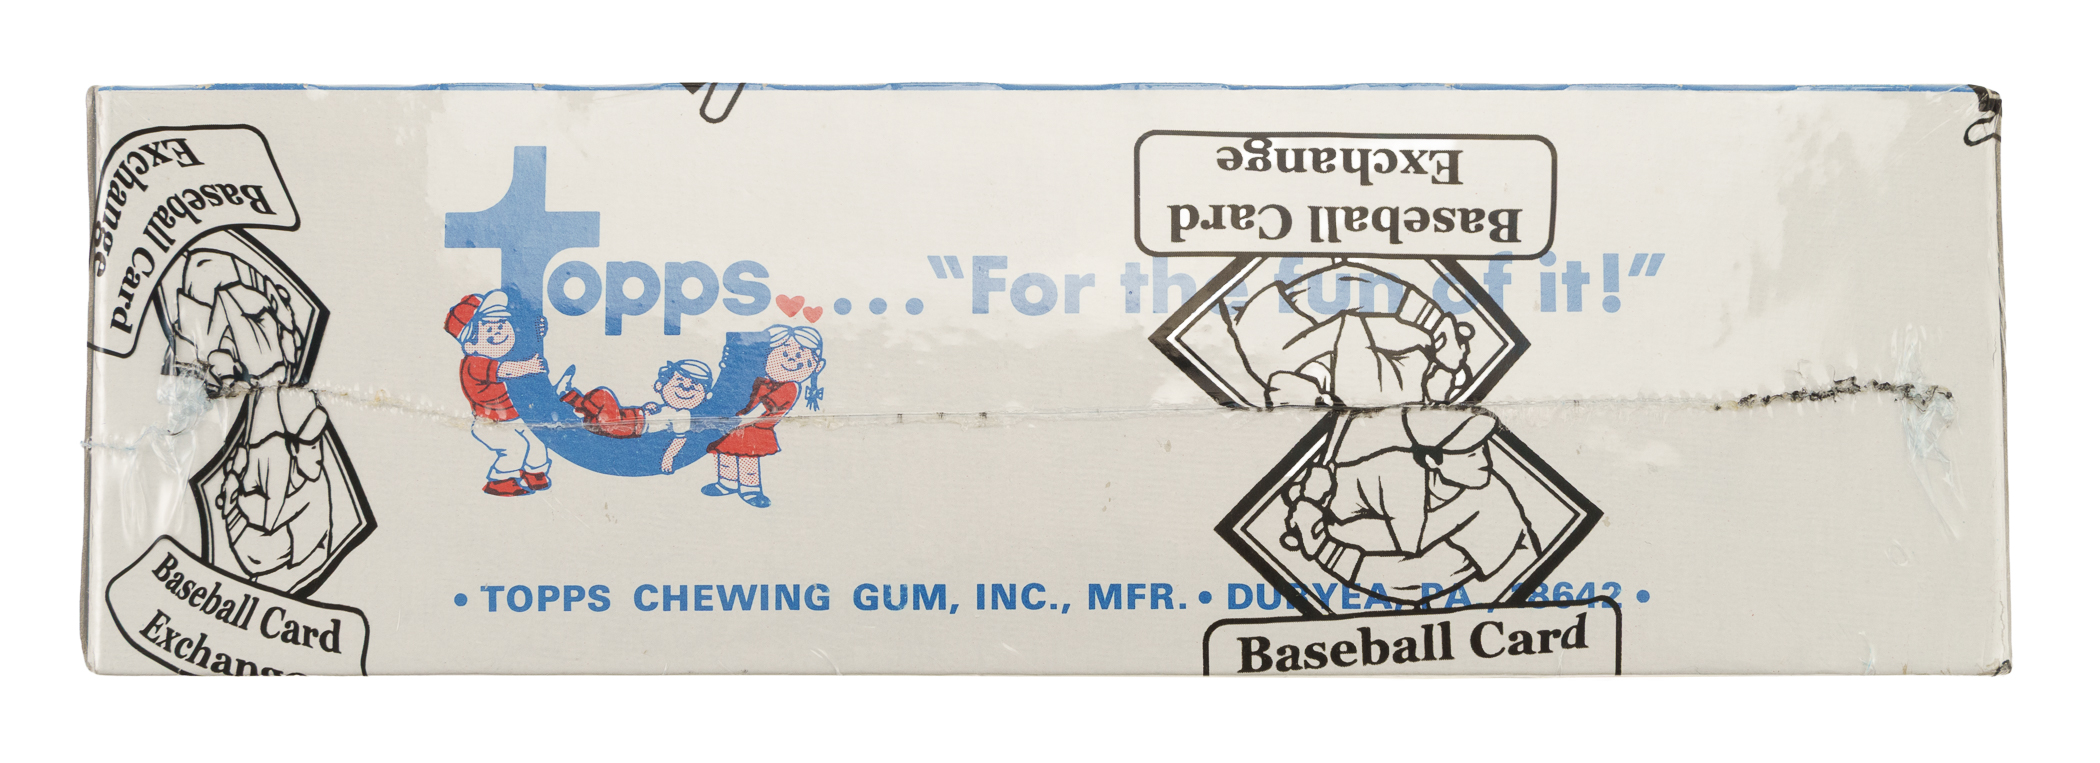 Baseball Card
Exchange
Baseball Card
Exchange
topps....."For the fun of it!"
• TOPPS CHEWING GUM, INC., MFR. • DURYEA, PA, 18642 •
Baseball Card
Exchange
Baseball Card